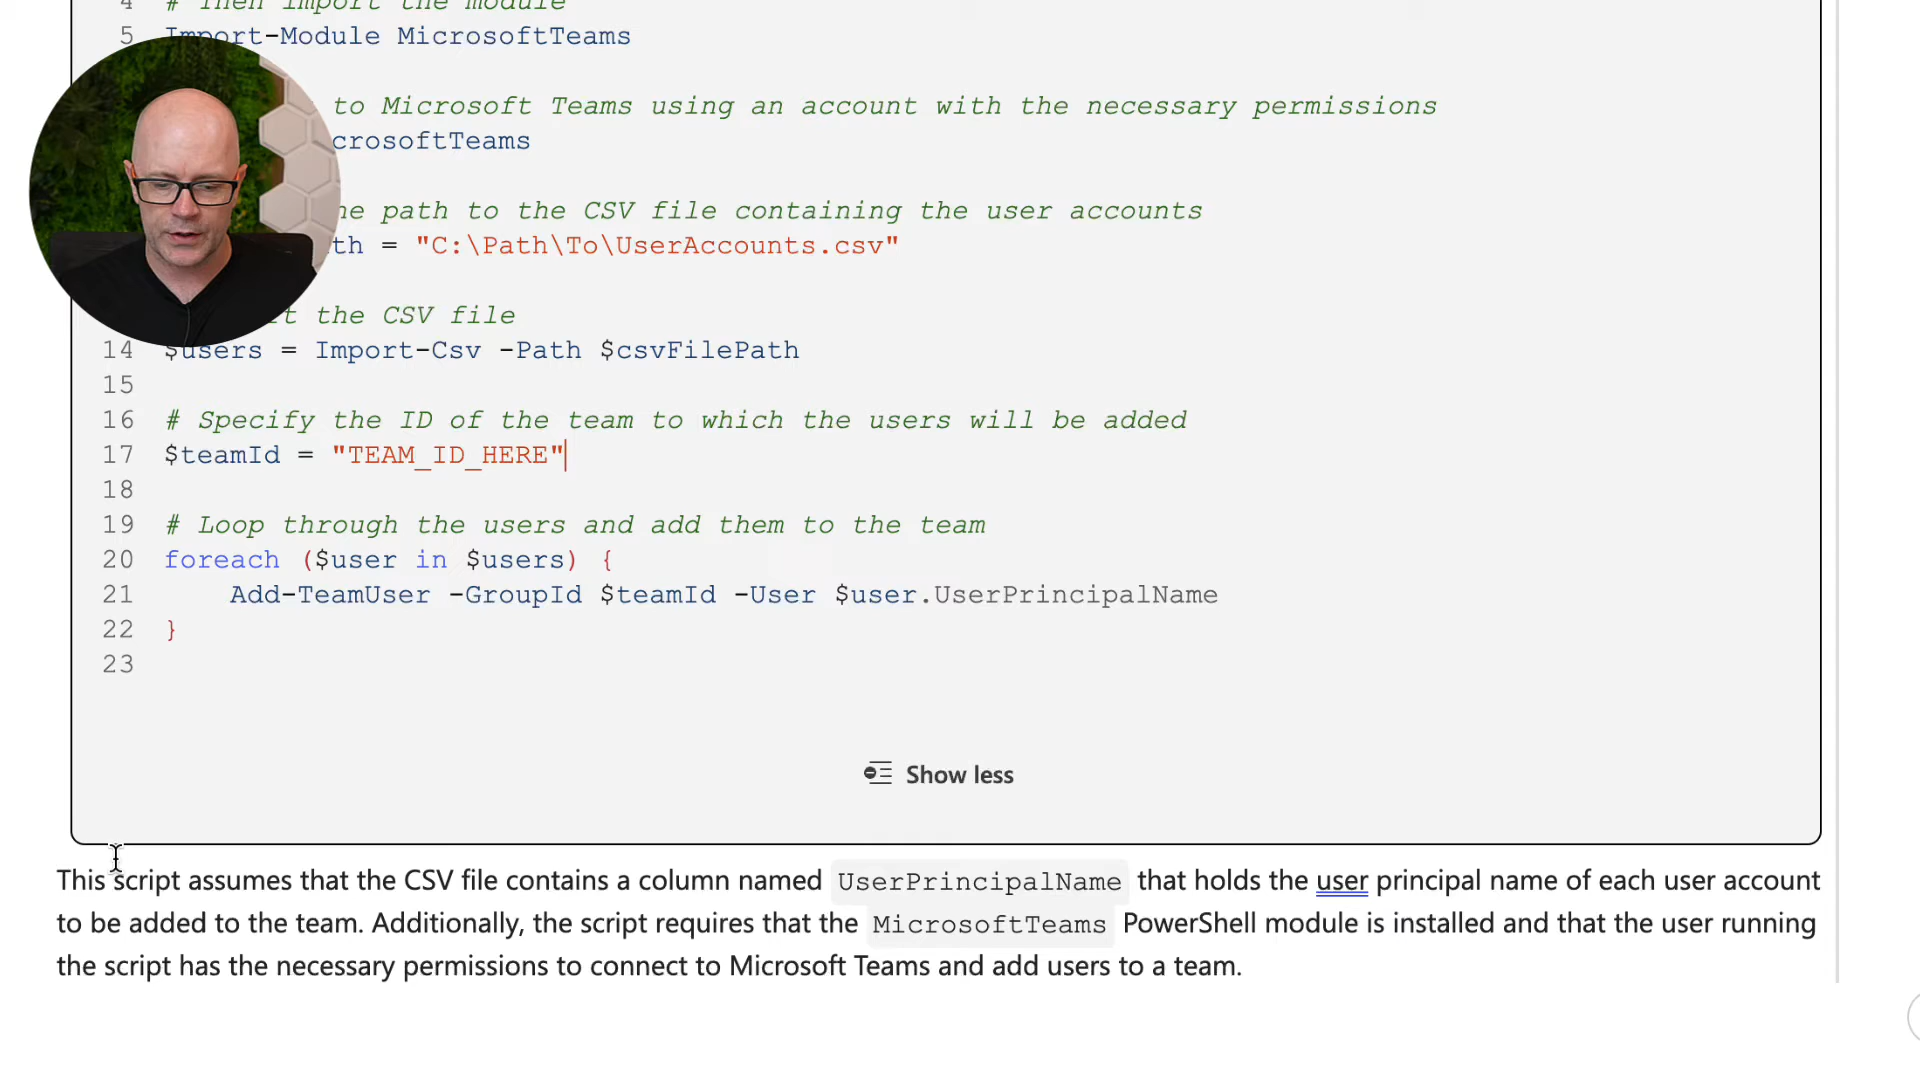 4 # Then import the module
5 Import-Module MicrosoftTeams
to Microsoft Teams using an account with the necessary permissions
crosoftTeams
he path to the CSV file containing the user accounts
th = "C:\Path\To\UserAccounts.csv"
t the CSV file
14 $users = Import-Csv -Path $csvFilePath
15
16 # Specify the ID of the team to which the users will be added
17 $teamId = "TEAM_ID_HERE"
18
19 # Loop through the users and add them to the team
20 foreach ($user in $users) {
21 Add-TeamUser -GroupId $teamId -User $user.UserPrincipalName
22 }
23
Show less
This script assumes that the CSV file contains a column named UserPrincipalName that holds the user principal name of each user account
to be added to the team. Additionally, the script requires that the MicrosoftTeams PowerShell module is installed and that the user running
the script has the necessary permissions to connect to Microsoft Teams and add users to a team.